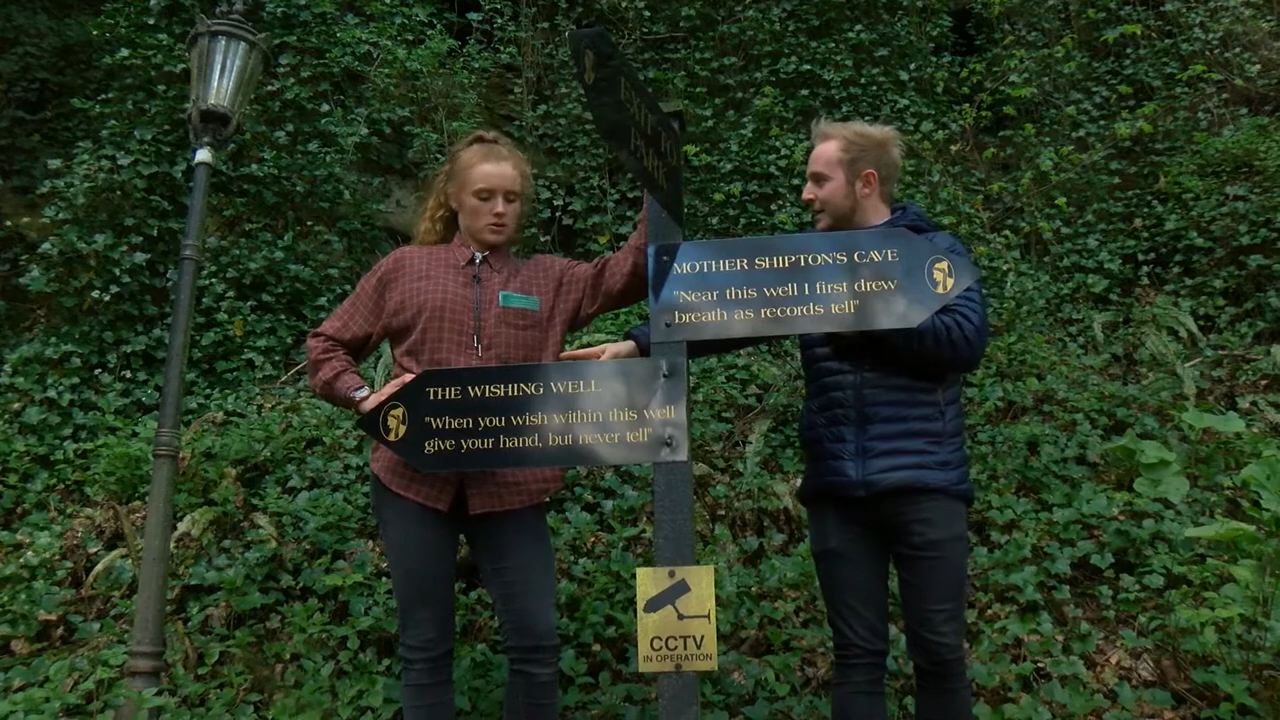 EXIT TO
PARK
MOTHER SHIPTON'S CAVE
"Near this well I first drew
breath as records tell"
THE WISHING WELL
"When you wish within this well
give your hand, but never tell"
CCTV
IN OPERATION